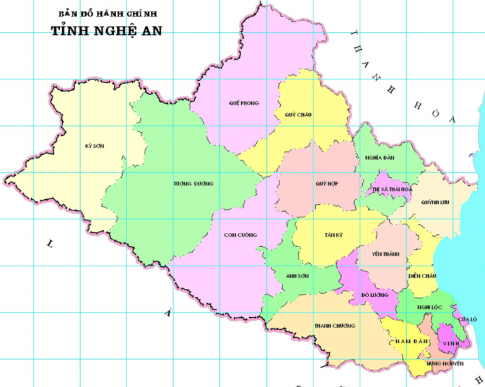 BẢN ĐỒ HÀNH CHÍNH
TỈNH NGHỆ AN
THANH HÓA
QUẾ PHONG
QUỲ CHÂU
KỲ SƠN
NGHĨA ĐÀN
TƯƠNG DƯƠNG
QUỲ HỢP
THỊ XÃ THÁI HOÀ
QUỲNH LƯU
CON CUÔNG
TÂN KỲ
L
YÊN THÀNH
ANH SƠN
DIỄN CHÂU
ĐÔ LƯƠNG
À
NGHI LỘC
THANH CHƯƠNG
CỬA LÒ
NAM ĐÀN
VINH
HƯNG NGUYÊN
H